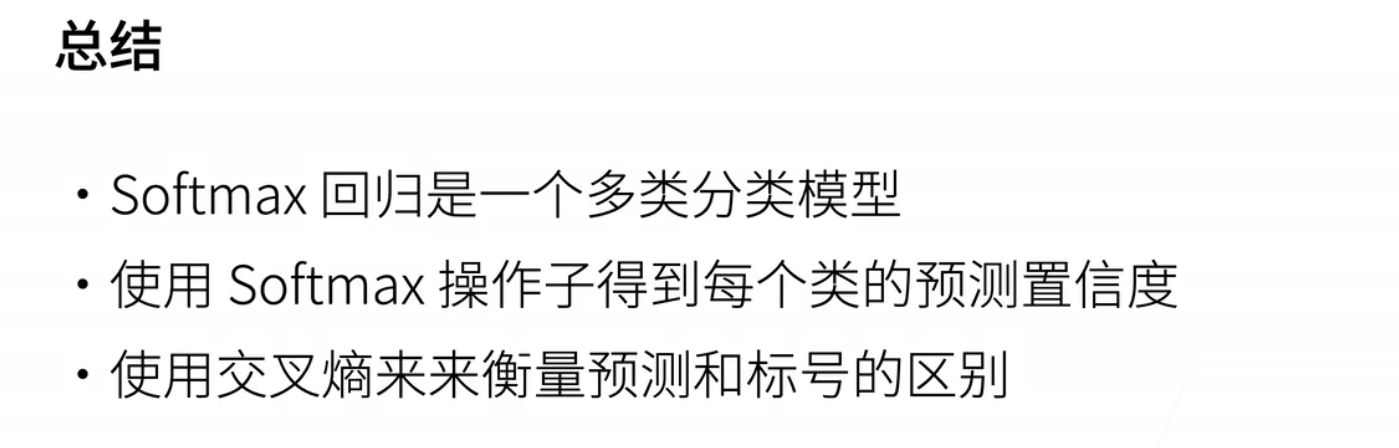 总结
• Softmax 回归是一个多类分类模型
• 使用 Softmax 操作子得到每个类的预测置信度
• 使用交叉熵来来衡量预测和标号的区别